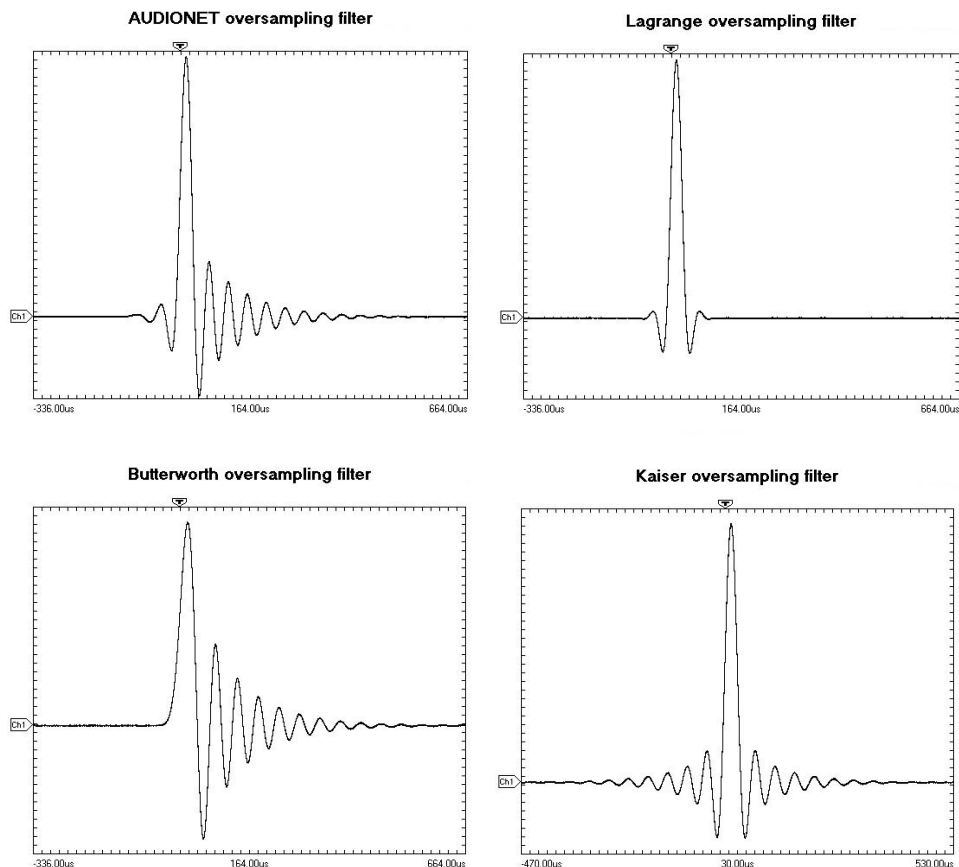 AUDIONET oversampling filter
Lagrange oversampling filter
Ch1
-336.00us
164.00us
664.00us
Ch1
-336.00us
164.00us
664.00us
Butterworth oversampling filter
Kaiser oversampling filter
Ch1
-336.00us
164.00us
664.00us
Ch1
-470.00us
30.00us
530.00us